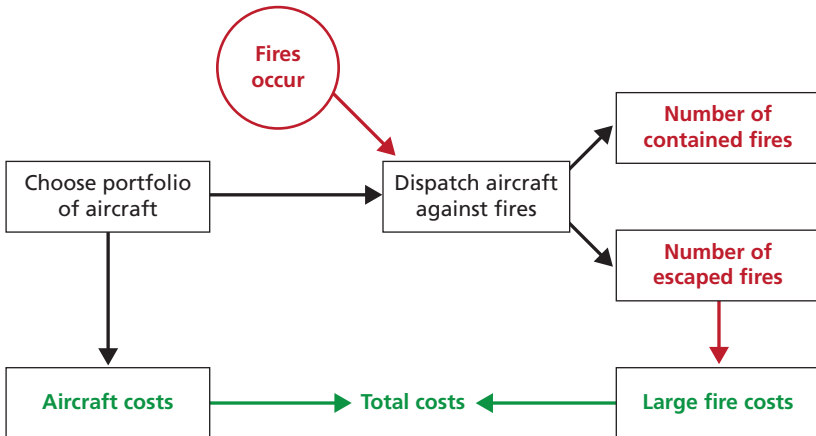 Fires
occur
Number of
contained fires
Choose portfolio
of aircraft
Dispatch aircraft
against fires
Number of
escaped fires
Aircraft costs
Total costs
Large fire costs